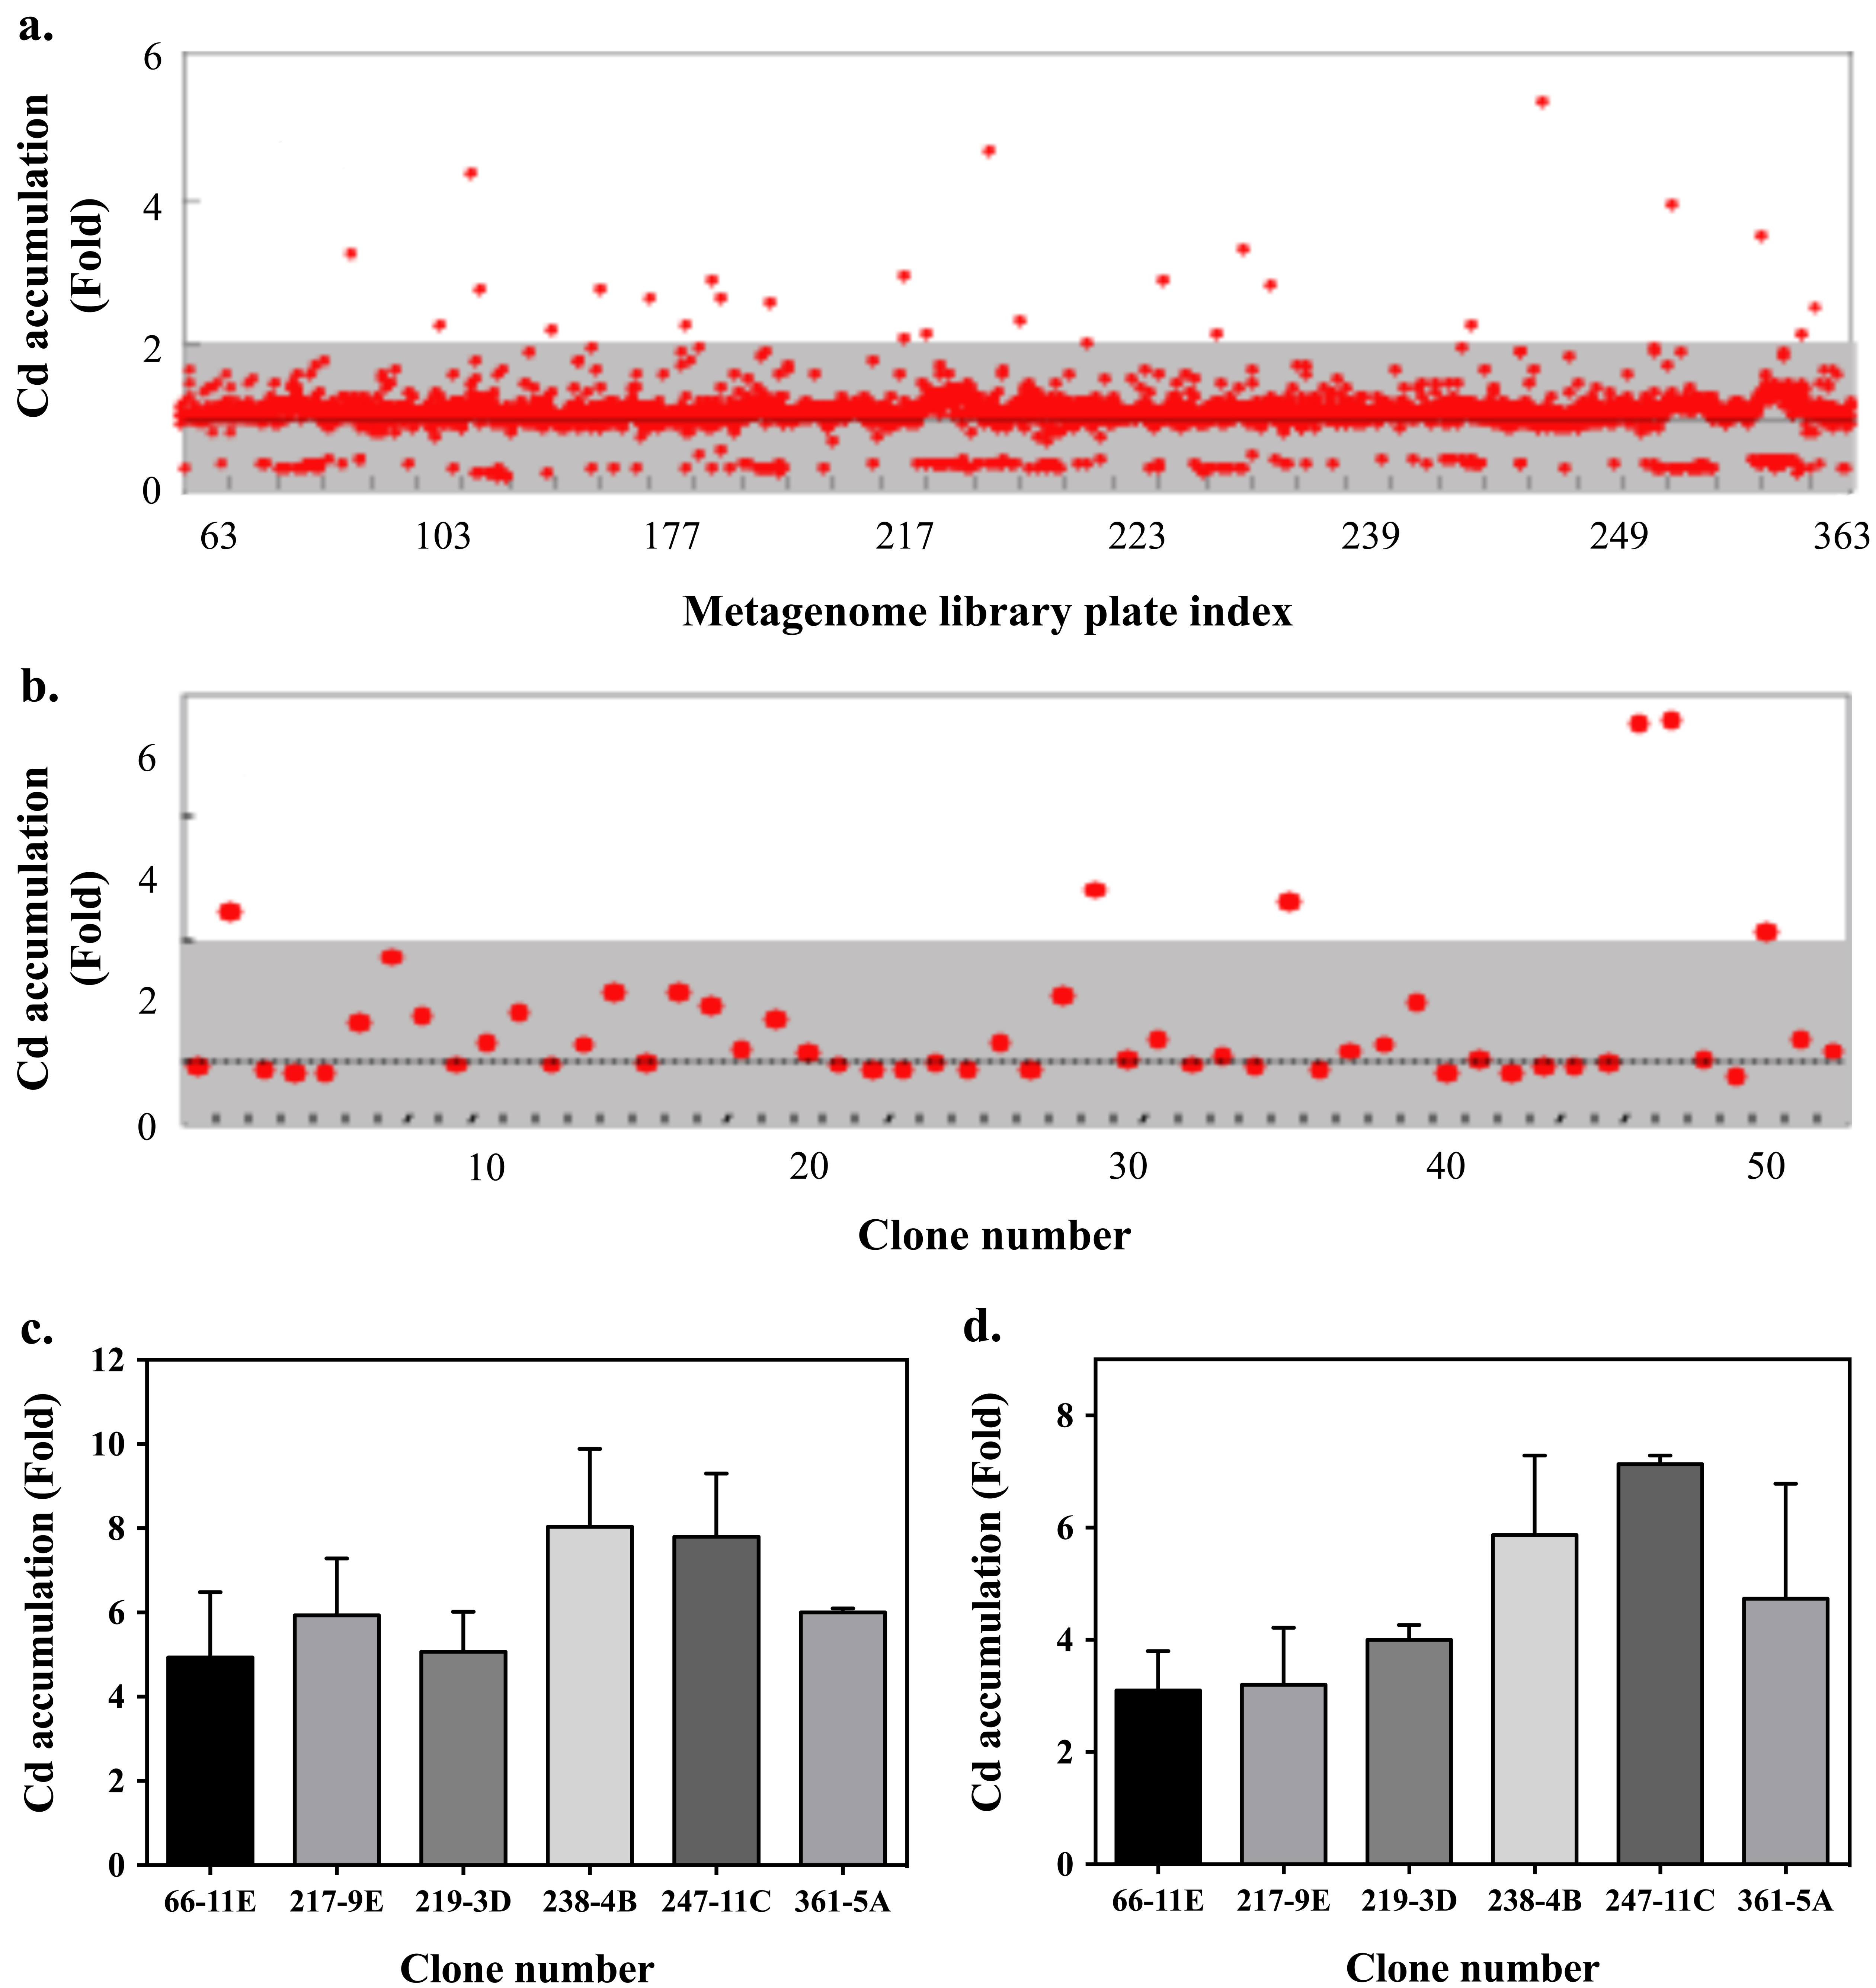 a.
Cd accumulation
(Fold)
6
4
2
0
63 103 177 217 223 239 249 363
Metagenome library plate index
b.
Cd accumulation
(Fold)
6
4
2
0
10 20 30 40 50
Clone number
c.
Cd accumulation (Fold)
12
10
8
6
4
2
0
66-11E 217-9E 219-3D 238-4B 247-11C 361-5A
Clone number
d.
Cd accumulation (Fold)
8
6
4
2
0
66-11E 217-9E 219-3D 238-4B 247-11C 361-5A
Clone number